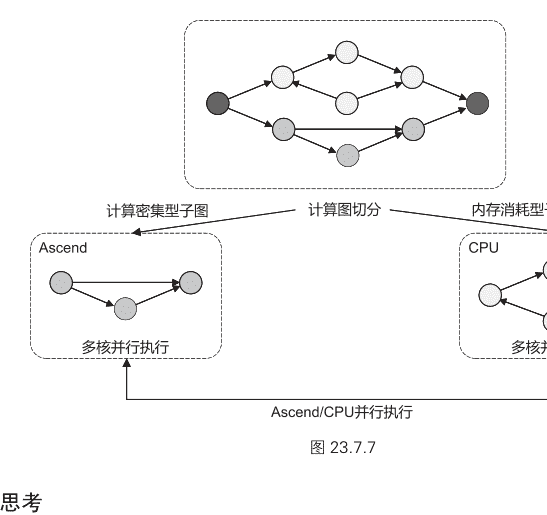 计算密集型子图 计算图切分 内存消耗型
Ascend CPU
多核并行执行 多核
Ascend/CPU并行执行
图 23.7.7
思考